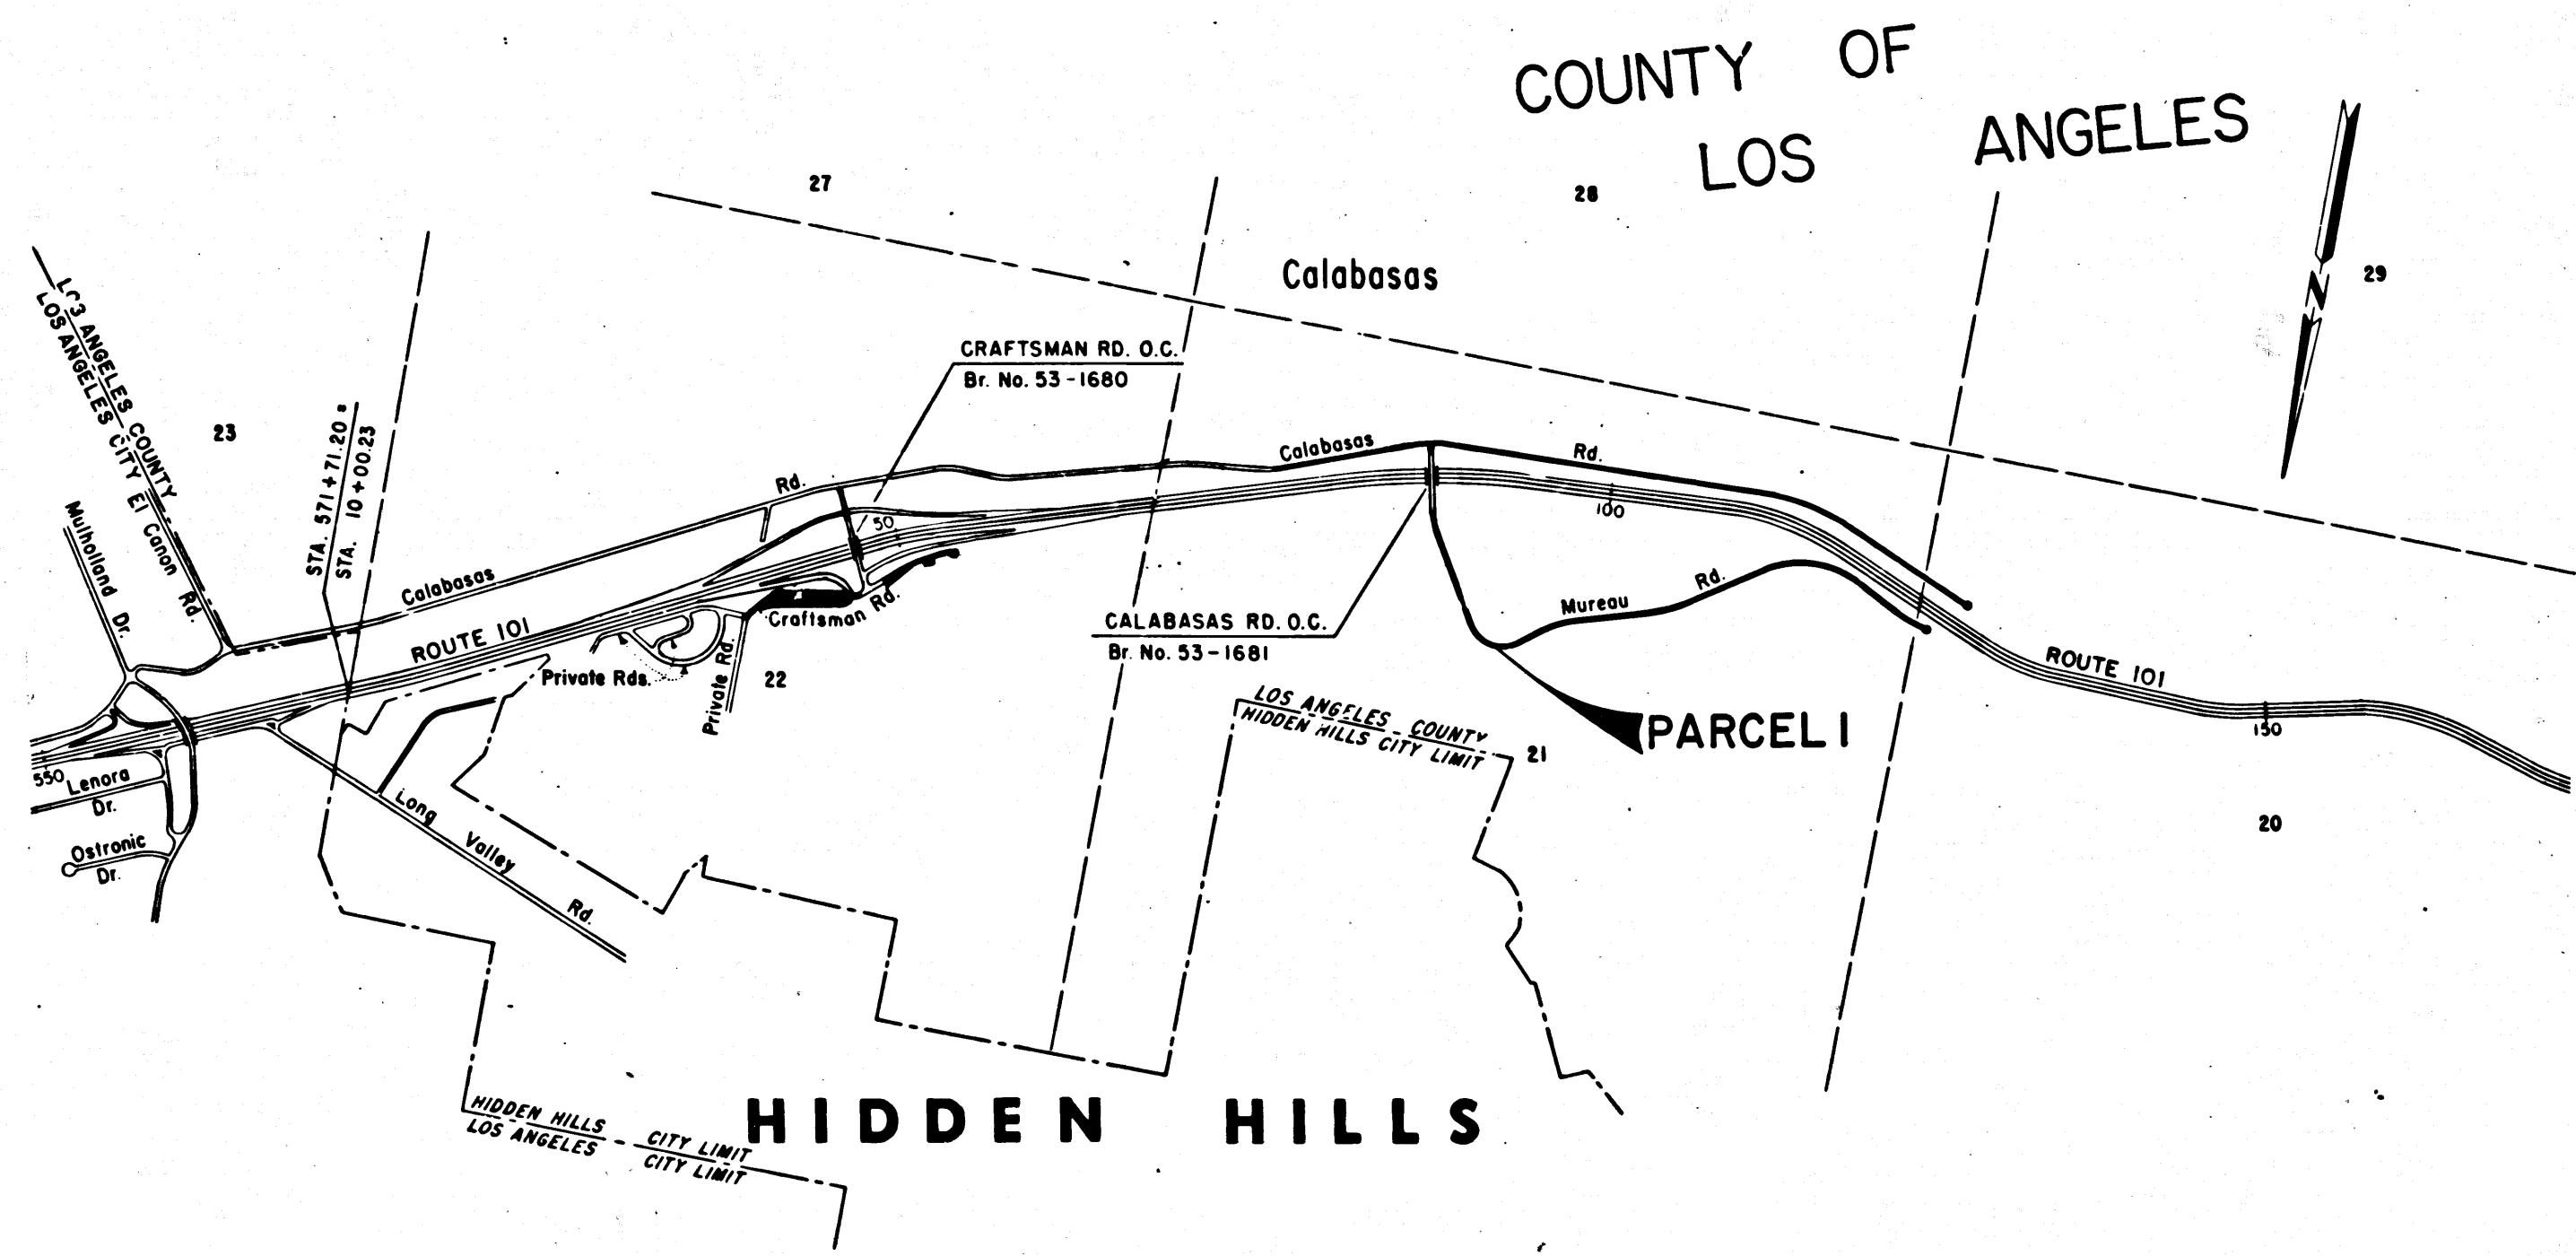 COUNTY OF
LOS ANGELES
27
28
29
Calabasas
N
LOS ANGELES COUNTY
LOS ANGELES CITY
23
CRAFTSMAN RD. O.C.
Br. No. 53-1680
STA. 571+71.20 =
STA. 10+00.23
El Canon Rd.
Mulholland Dr.
Calabasas Rd.
Calabasas Rd.
50
100
ROUTE 101
Craftsman Rd.
Private Rds.
Private Rd.
22
CALABASAS RD. O.C.
Br. No. 53-1681
Mureau Rd.
ROUTE 101
150
PARCEL 1
LOS ANGELES COUNTY
HIDDEN HILLS CITY LIMIT
21
20
550
Lenora
Dr.
Ostronic
Dr.
Long Valley Rd.
HIDDEN HILLS CITY LIMIT
LOS ANGELES CITY LIMIT
HIDDEN HILLS